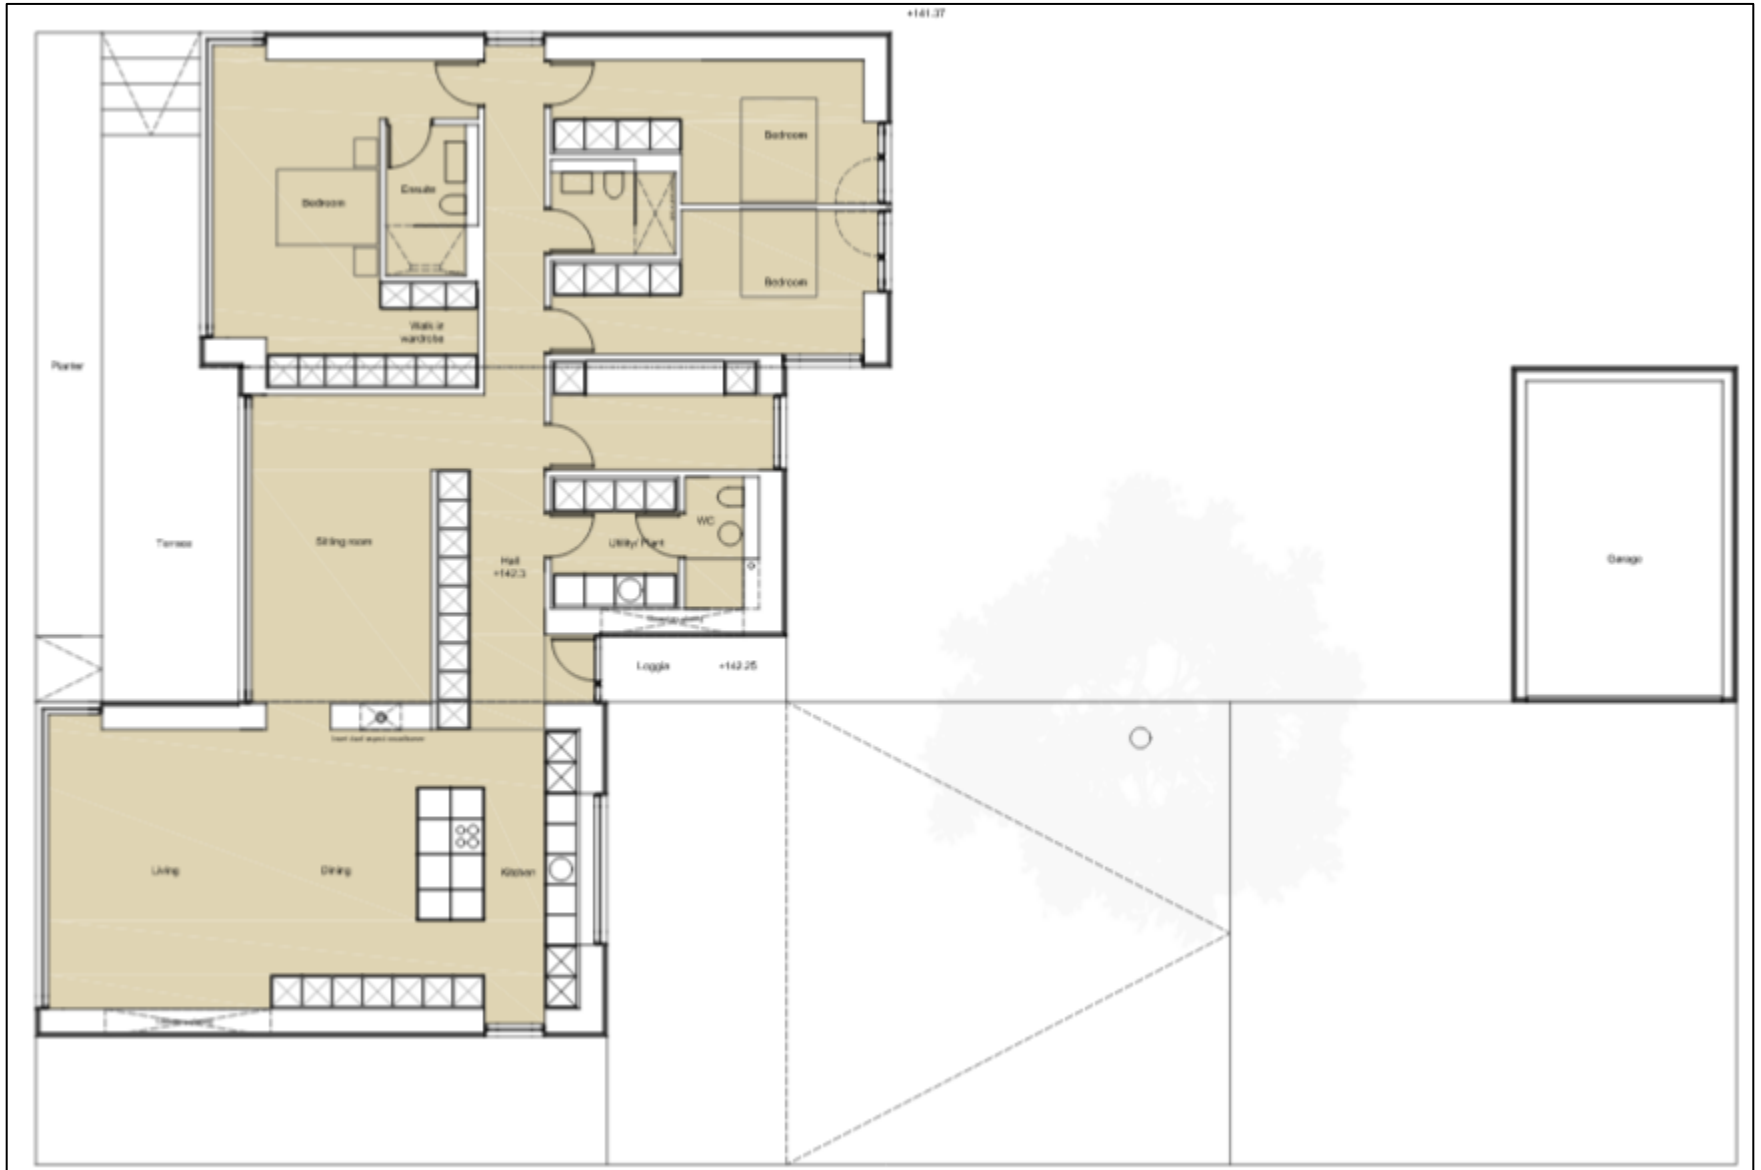 +141.37
Bedroom
Ensuite
Bedroom
Bedroom
Bedroom
Walk in
wardrobe
Planter
Terrace
Sitting room
Hall
+142.3
Utility/ Plant
WC
Loggia
+142.25
Garage
Living
Dining
Kitchen